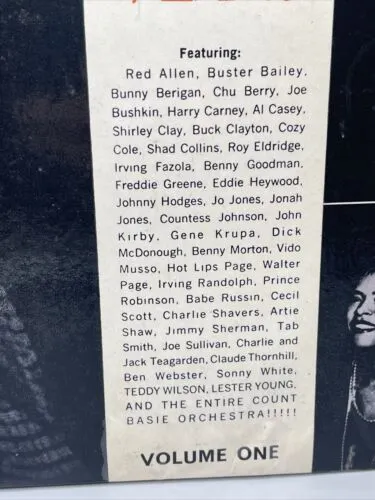 Featuring:
Red Allen, Buster Bailey,
Bunny Berigan, Chu Berry, Joe
Bushkin, Harry Carney, Al Casey,
Shirley Clay, Buck Clayton, Cozy
Cole, Shad Collins, Roy Eldridge,
Irving Fazola, Benny Goodman,
Freddie Greene, Eddie Heywood,
Johnny Hodges, Jo Jones, Jonah
Jones, Countess Johnson, John
Kirby, Gene Krupa, Dick
McDonough, Benny Morton, Vido
Musso, Hot Lips Page, Walter
Page, Irving Randolph, Prince
Robinson, Babe Russin, Cecil
Scott, Charlie Shavers, Artie
Shaw, Jimmy Sherman, Tab
Smith, Joe Sullivan, Charlie and
Jack Teagarden, Claude Thornhill,
Ben Webster, Sonny White,
TEDDY WILSON, LESTER YOUNG,
AND THE ENTIRE COUNT
BASIE ORCHESTRA!!!!!
VOLUME ONE